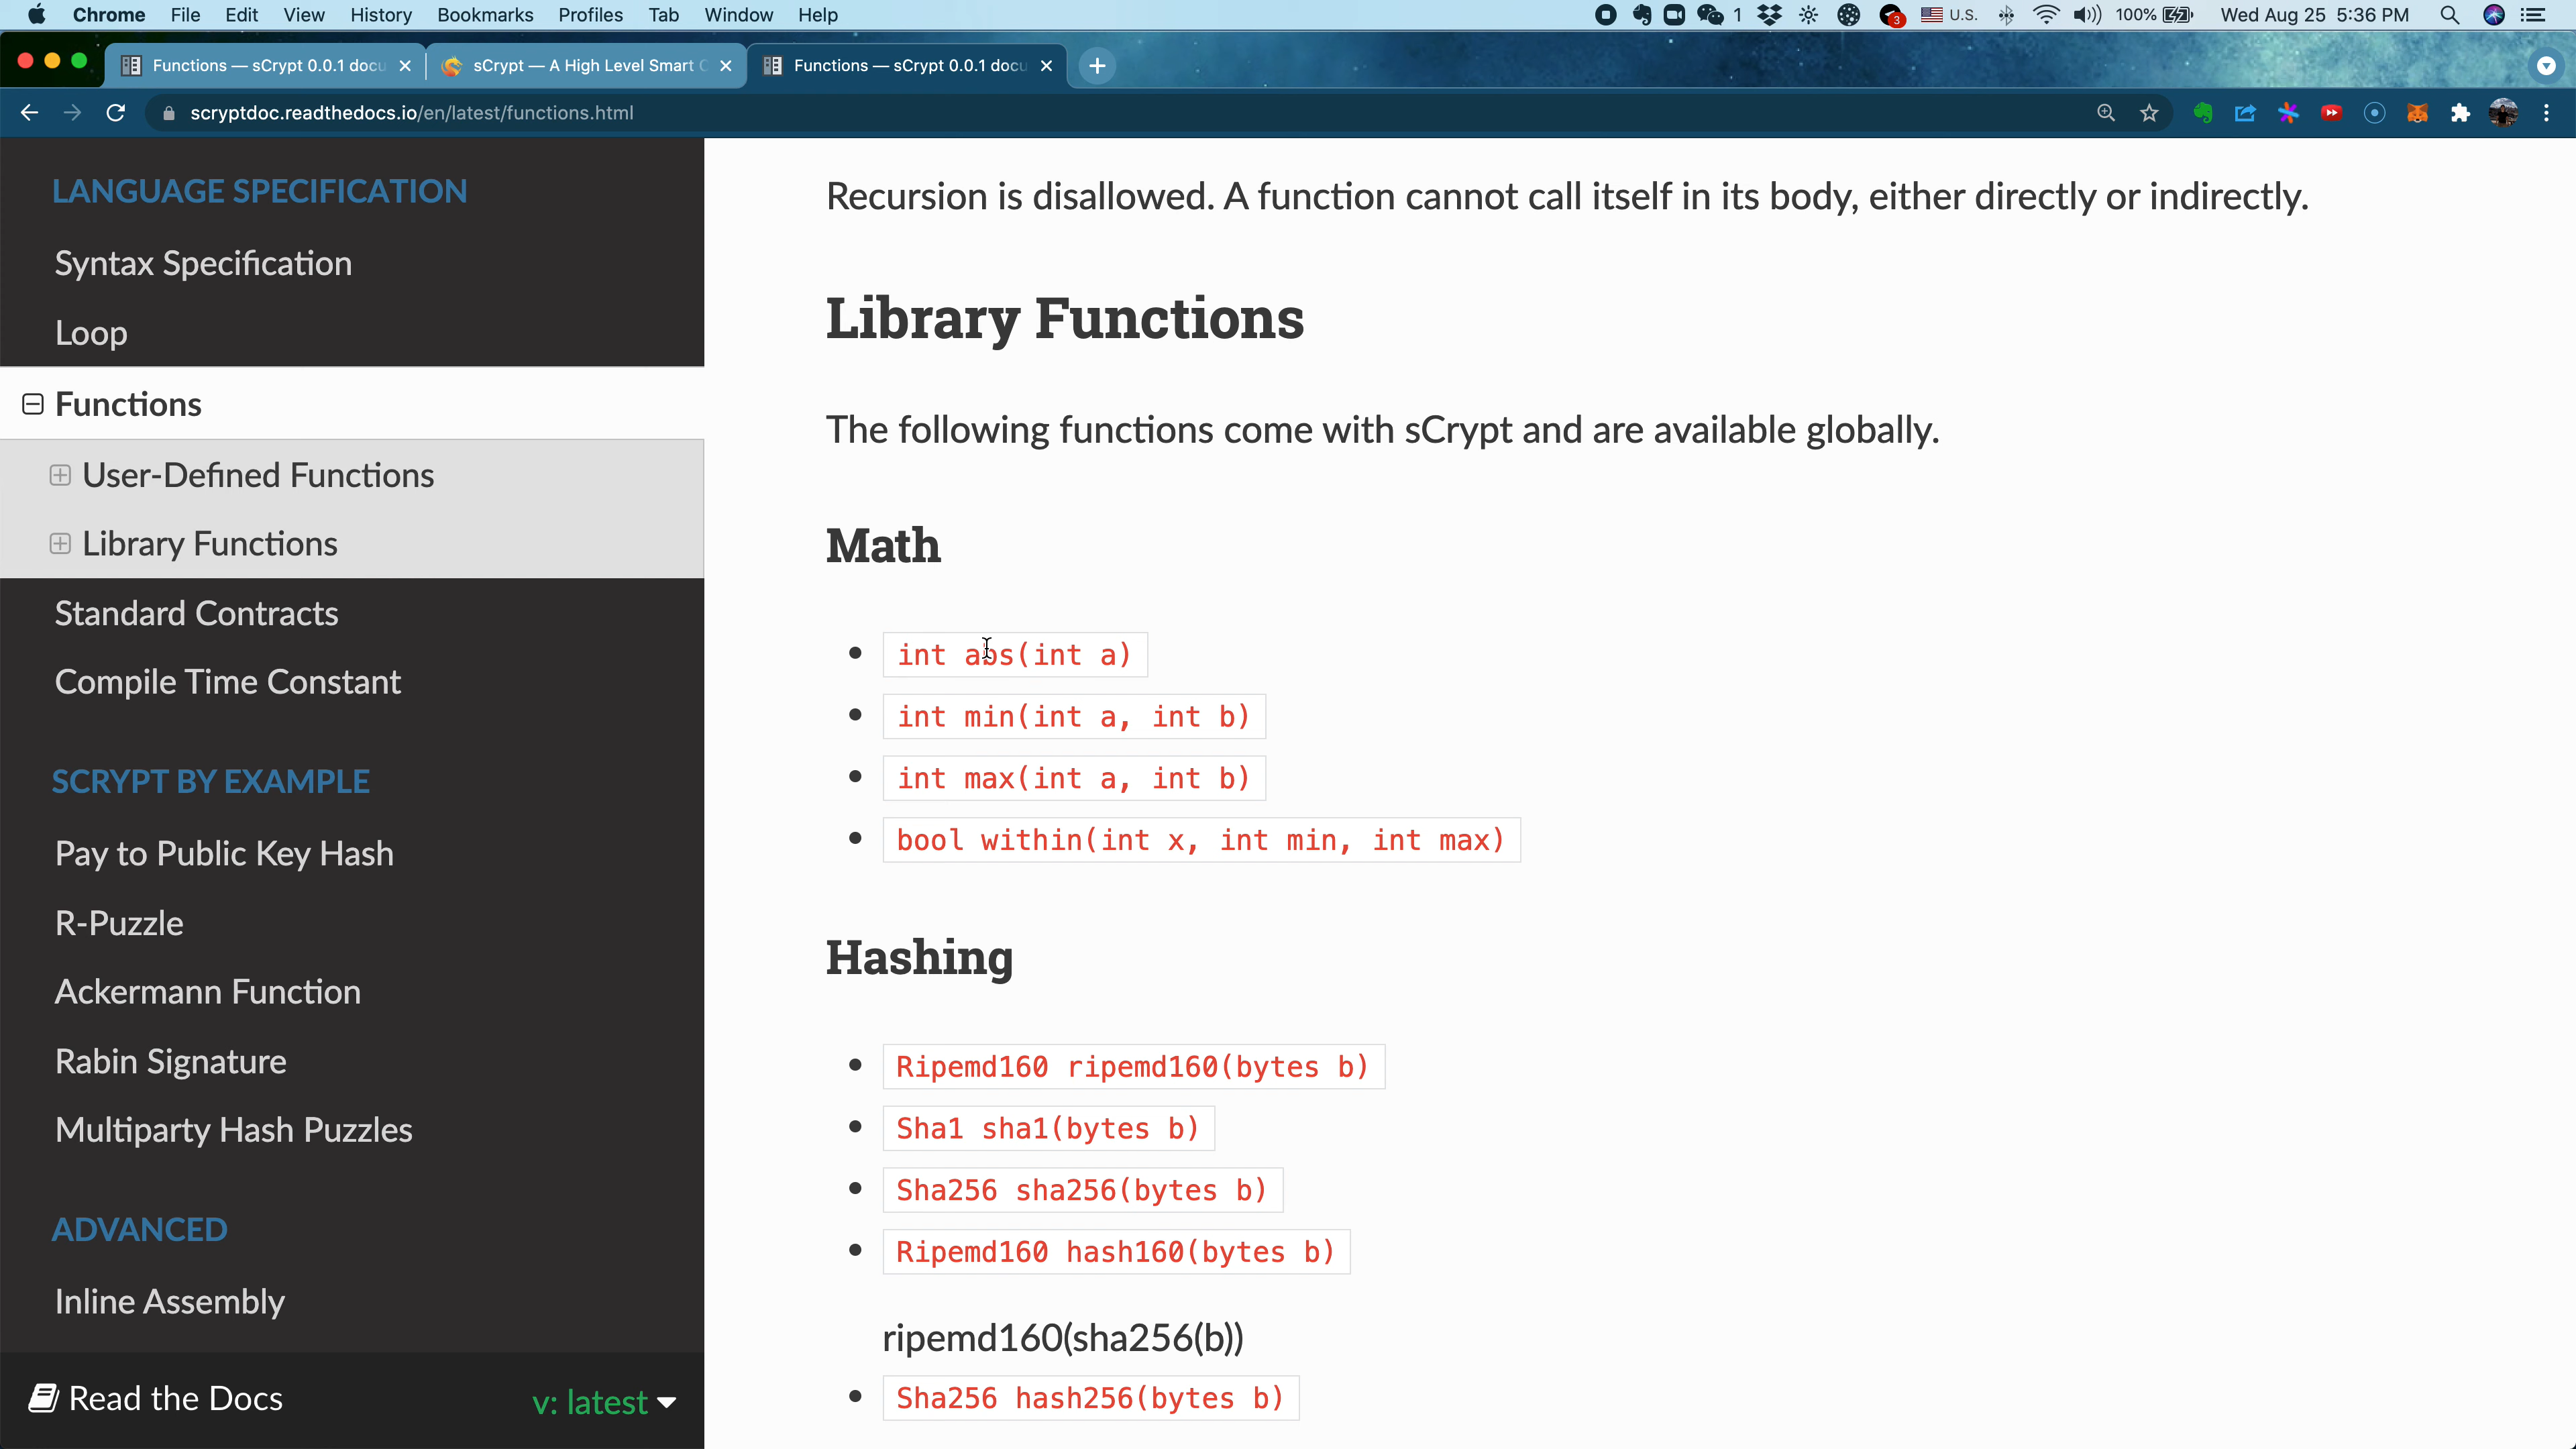 Chrome File Edit View History Bookmarks Profiles Tab Window Help 1 3 U.S. 100% Wed Aug 25 5:36 PM
Functions — sCrypt 0.0.1 docu sCrypt — A High Level Smart C Functions — sCrypt 0.0.1 docu
scryptdoc.readthedocs.io/en/latest/functions.html
LANGUAGE SPECIFICATION
Syntax Specification
Loop
Functions
User-Defined Functions
Library Functions
Standard Contracts
Compile Time Constant
SCRYPT BY EXAMPLE
Pay to Public Key Hash
R-Puzzle
Ackermann Function
Rabin Signature
Multiparty Hash Puzzles
ADVANCED
Inline Assembly
Read the Docs v: latest
Recursion is disallowed. A function cannot call itself in its body, either directly or indirectly.
Library Functions
The following functions come with sCrypt and are available globally.
Math
int abs(int a)
int min(int a, int b)
int max(int a, int b)
bool within(int x, int min, int max)
Hashing
Ripemd160 ripemd160(bytes b)
Sha1 sha1(bytes b)
Sha256 sha256(bytes b)
Ripemd160 hash160(bytes b)
ripemd160(sha256(b))
Sha256 hash256(bytes b)